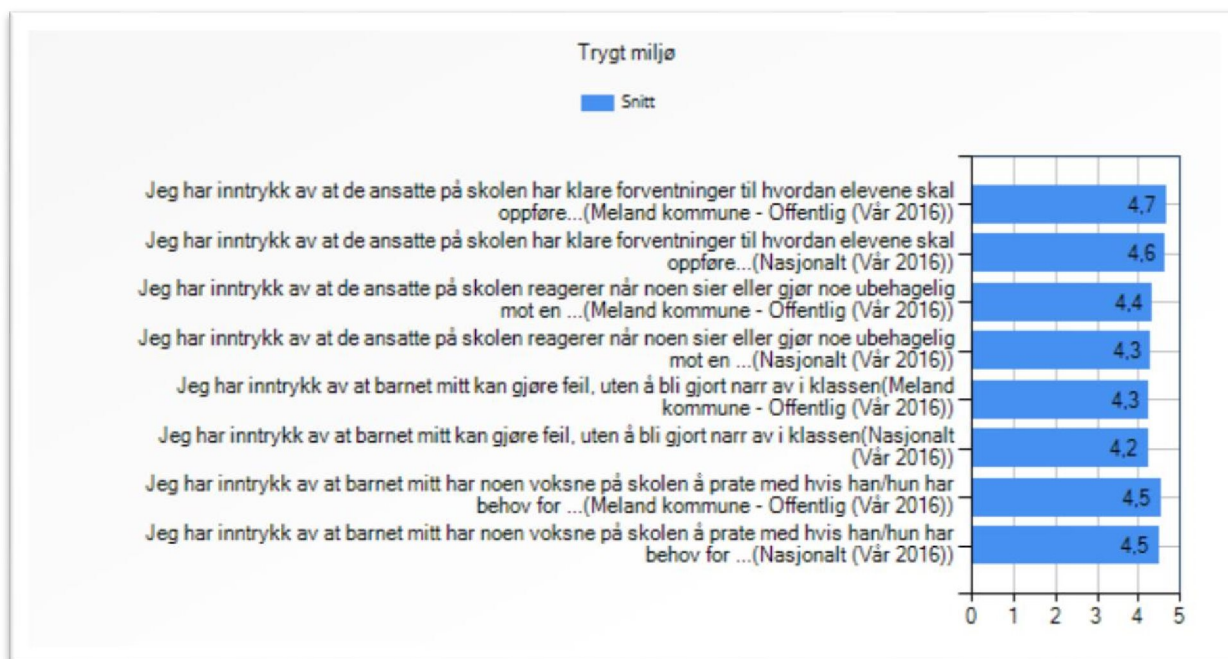 Trygt miljø
Snitt
Jeg har inntrykk av at de ansatte på skolen har klare forventninger til hvordan elevene skal
oppføre...(Meland kommune - Offentlig (Vår 2016))
4,7
Jeg har inntrykk av at de ansatte på skolen har klare forventninger til hvordan elevene skal
oppføre...(Nasjonalt (Vår 2016))
4,6
Jeg har inntrykk av at de ansatte på skolen reagerer når noen sier eller gjør noe ubehagelig
mot en ...(Meland kommune - Offentlig (Vår 2016))
4,4
Jeg har inntrykk av at de ansatte på skolen reagerer når noen sier eller gjør noe ubehagelig
mot en ...(Nasjonalt (Vår 2016))
4,3
Jeg har inntrykk av at barnet mitt kan gjøre feil, uten å bli gjort narr av i klassen(Meland
kommune - Offentlig (Vår 2016))
4,3
Jeg har inntrykk av at barnet mitt kan gjøre feil, uten å bli gjort narr av i klassen(Nasjonalt
(Vår 2016))
4,2
Jeg har inntrykk av at barnet mitt har noen voksne på skolen å prate med hvis han/hun har
behov for ...(Meland kommune - Offentlig (Vår 2016))
4,5
Jeg har inntrykk av at barnet mitt har noen voksne på skolen å prate med hvis han/hun har
behov for ...(Nasjonalt (Vår 2016))
4,5
0 1 2 3 4 5